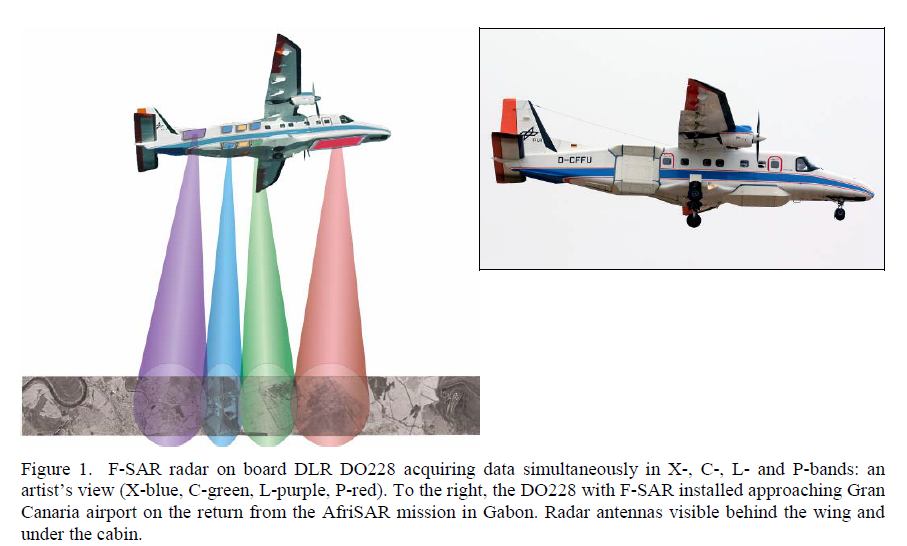 D-CFFU
Figure 1. F-SAR radar on board DLR DO228 acquiring data simultaneously in X-, C-, L- and P-bands: an
artist’s view (X-blue, C-green, L-purple, P-red). To the right, the DO228 with F-SAR installed approaching Gran
Canaria airport on the return from the AfriSAR mission in Gabon. Radar antennas visible behind the wing and
under the cabin.